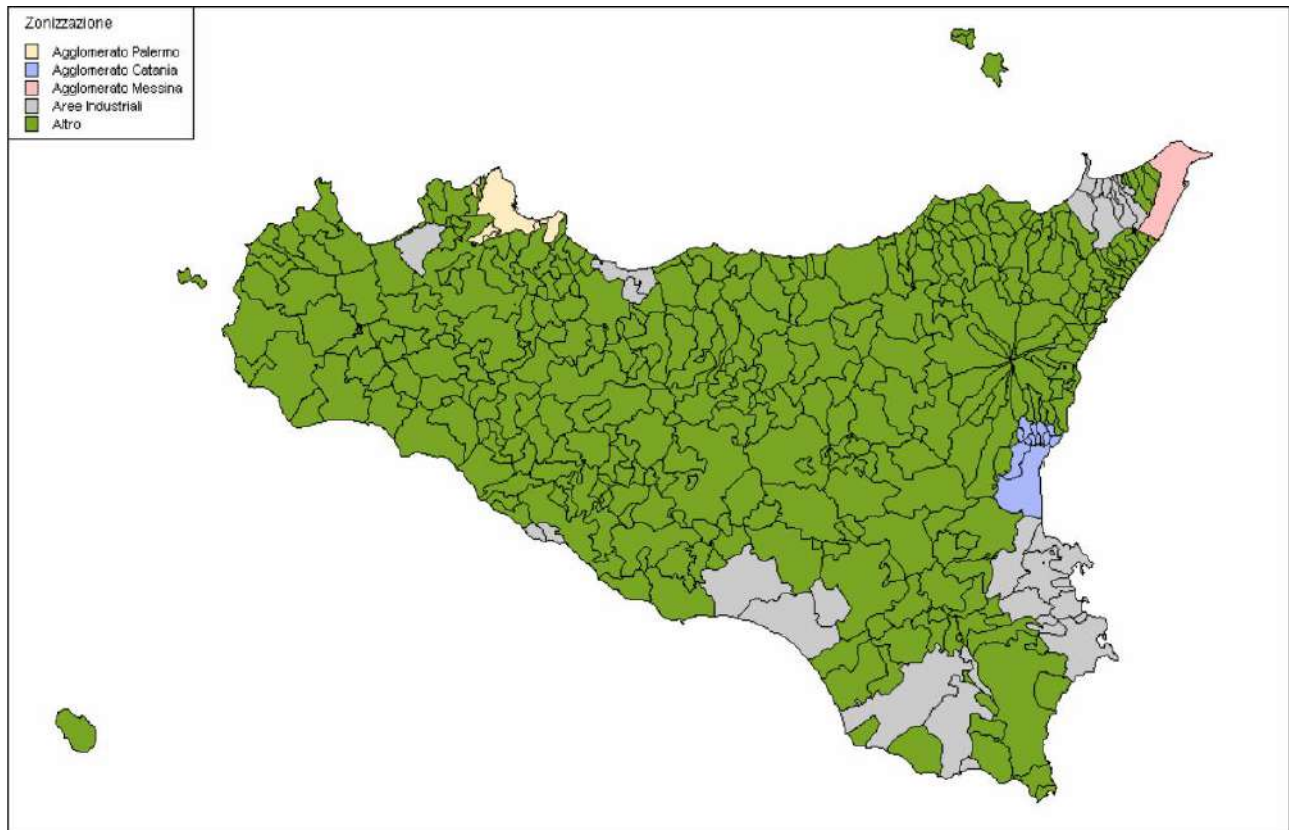 Zonizzazione
Agglomerato Palermo
Agglomerato Catania
Agglomerato Messina
Aree Industriali
Altro